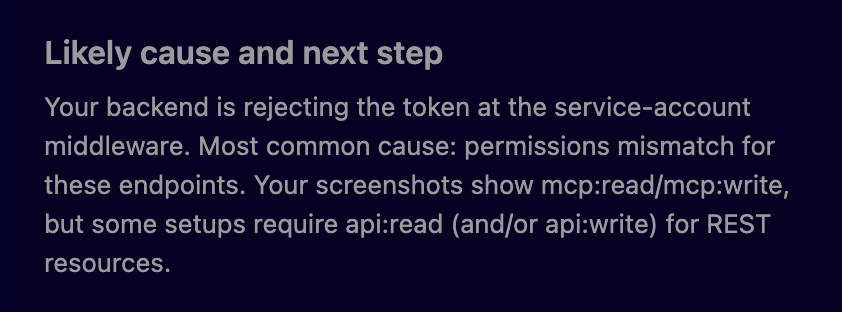 Likely cause and next step
Your backend is rejecting the token at the service-account
middleware. Most common cause: permissions mismatch for
these endpoints. Your screenshots show mcp:read/mcp:write,
but some setups require api:read (and/or api:write) for REST
resources.